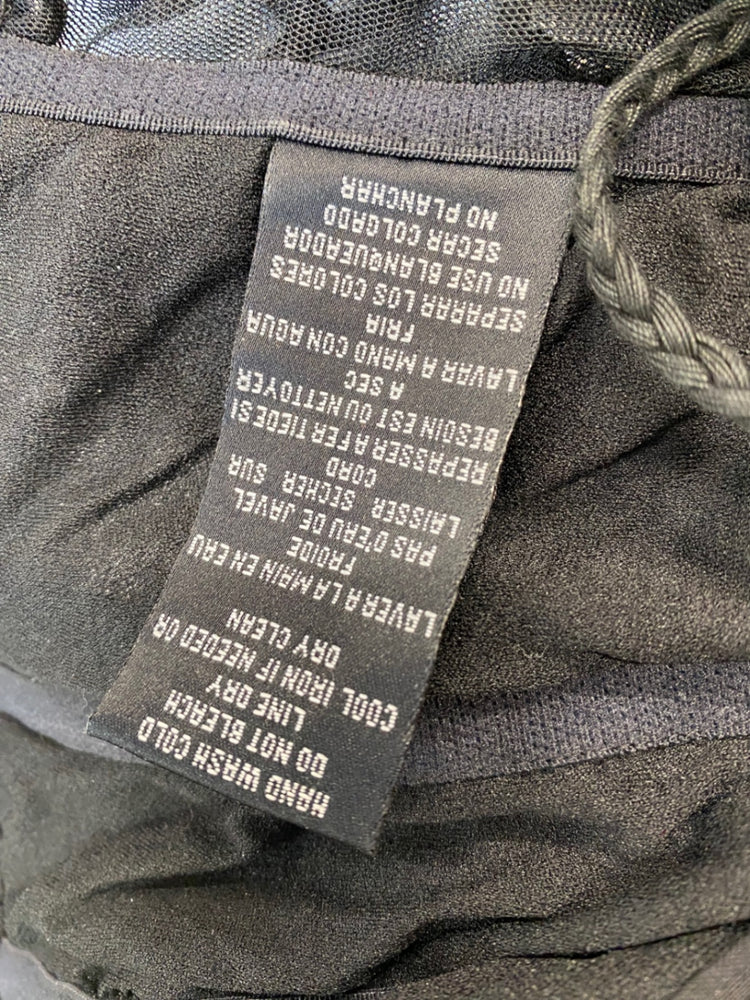 HAND WASH COLD
DO NOT BLEACH
LINE DRY
COOL IRON IF NEEDED OR
DRY CLEAN
LAVER A LA MAIN EN EAU
FROIDE
PAS D'EAU DE JAVEL
LAISSER SECHER SUR
CORD
REPASSER A FER TIEDESI
BESOIN EST OU NETTOYER
A SEC
LAVAR A MANO CON AGUA
FRIA
SEPARAR LOS COLORES
NO USE BLANQUEADOR
SECAR COLGADO
NO PLANCHAR